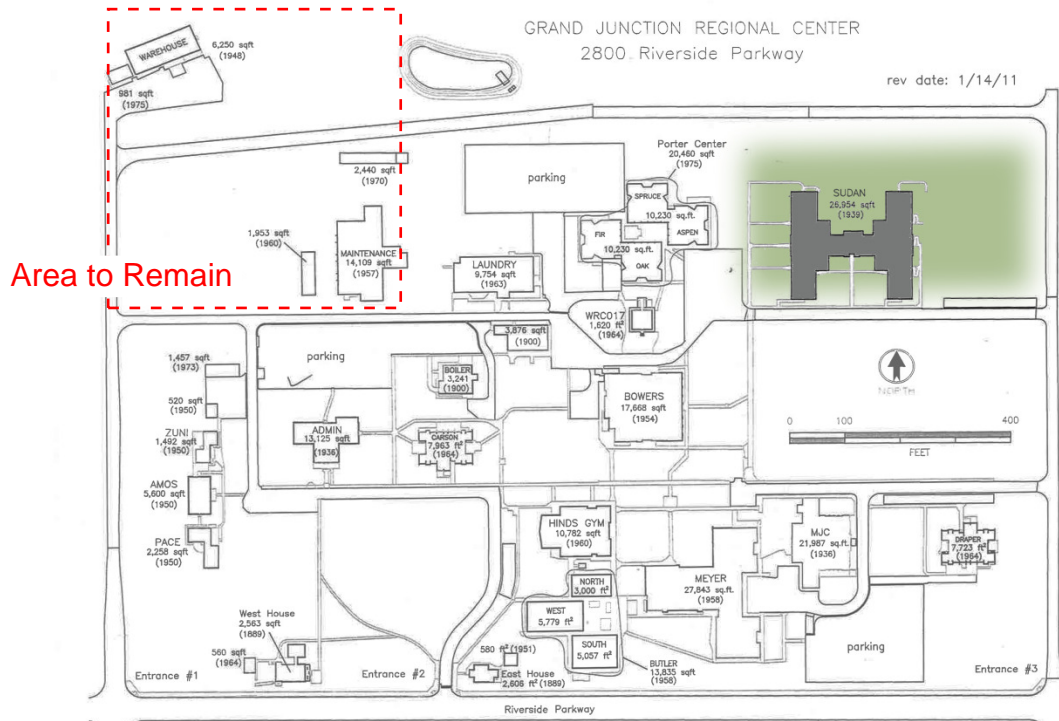 GRAND JUNCTION REGIONAL CENTER
2800 Riverside Parkway
rev date: 1/14/11
WAREHOUSE
6,250 sqft
(1948)
981 sqft
(1975)
2,440 sqft
(1970)
1,953 sqft
(1960)
MAINTENANCE
14,109 sqft
(1957)
Area to Remain
parking
Porter Center
20,460 sqft
(1975)
SPRUCE
10,230 sq.ft.
ASPEN
FIR
10,230 sq.ft.
OAK
SUDAN
26,954 sqft
(1939)
LAUNDRY
9,754 sqft
(1963)
WRCO17
1,620 ft²
(1964)
3,876 sqft
(1900)
parking
1,457 sqft
(1973)
520 sqft
(1950)
ZUNI
1,492 sqft
(1950)
AMOS
5,600 sqft
(1950)
PACE
2,258 sqft
(1950)
BOILER
3,241
(1900)
ADMIN
13,125 sqft
(1936)
CARSON
7,963 ft²
(1964)
BOWERS
17,668 sqft
(1954)
NORTH
0 100 400
FEET
HINDS GYM
10,782 sqft
(1960)
NORTH
3,000 ft²
WEST
5,779 ft²
SOUTH
5,057 ft²
BUTLER
13,835 sqft
(1958)
MEYER
27,843 sq.ft.
(1958)
MJC
21,987 sq.ft.
(1936)
DRAPER
7,723 ft²
(1964)
parking
West House
2,563 sqft
(1889)
560 sqft
(1964)
580 ft² (1951)
East House
2,606 ft² (1889)
Entrance #1
Entrance #2
Entrance #3
Riverside Parkway